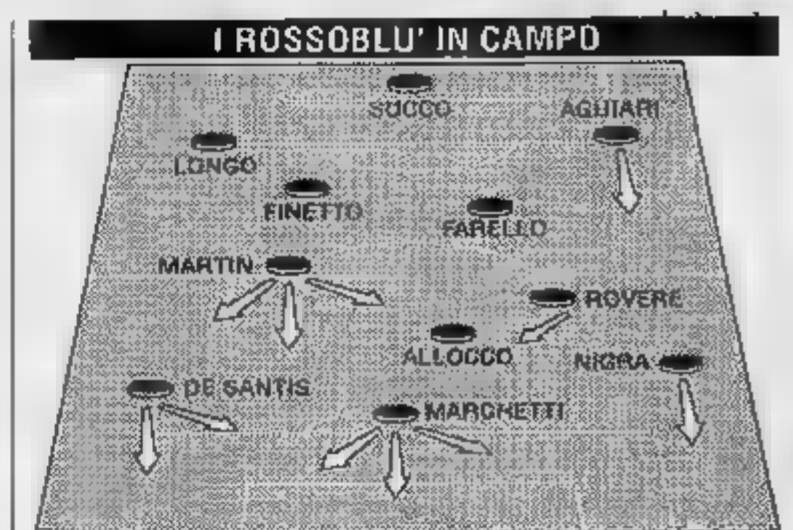 I ROSSOBLU' IN CAMPO
SUCCO
AGUIARI
LONGO
FINETTO
FARELLO
MARTIN
ROVERE
ALLOCCO
NIGRA
DE SANTIS
MARCHETTI